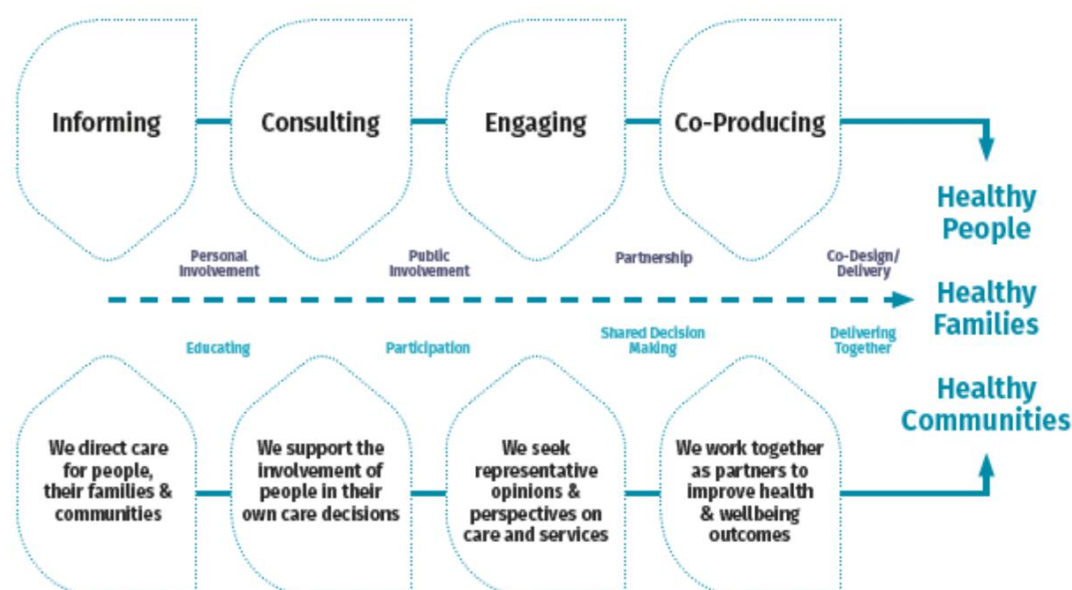 Informing
Consulting
Engaging
Co-Producing
Healthy
People
Personal
Involvement
Public
Involvement
Partnership
Co-Design/
Delivery
Healthy
Families
Educating
Participation
Shared Decision
Making
Delivering
Together
Healthy
Communities
We direct care
for people,
their families &
communities
We support the
involvement of
people in their
own care decisions
We seek
representative
opinions &
perspectives on
care and services
We work together
as partners to
improve health
& wellbeing
outcomes